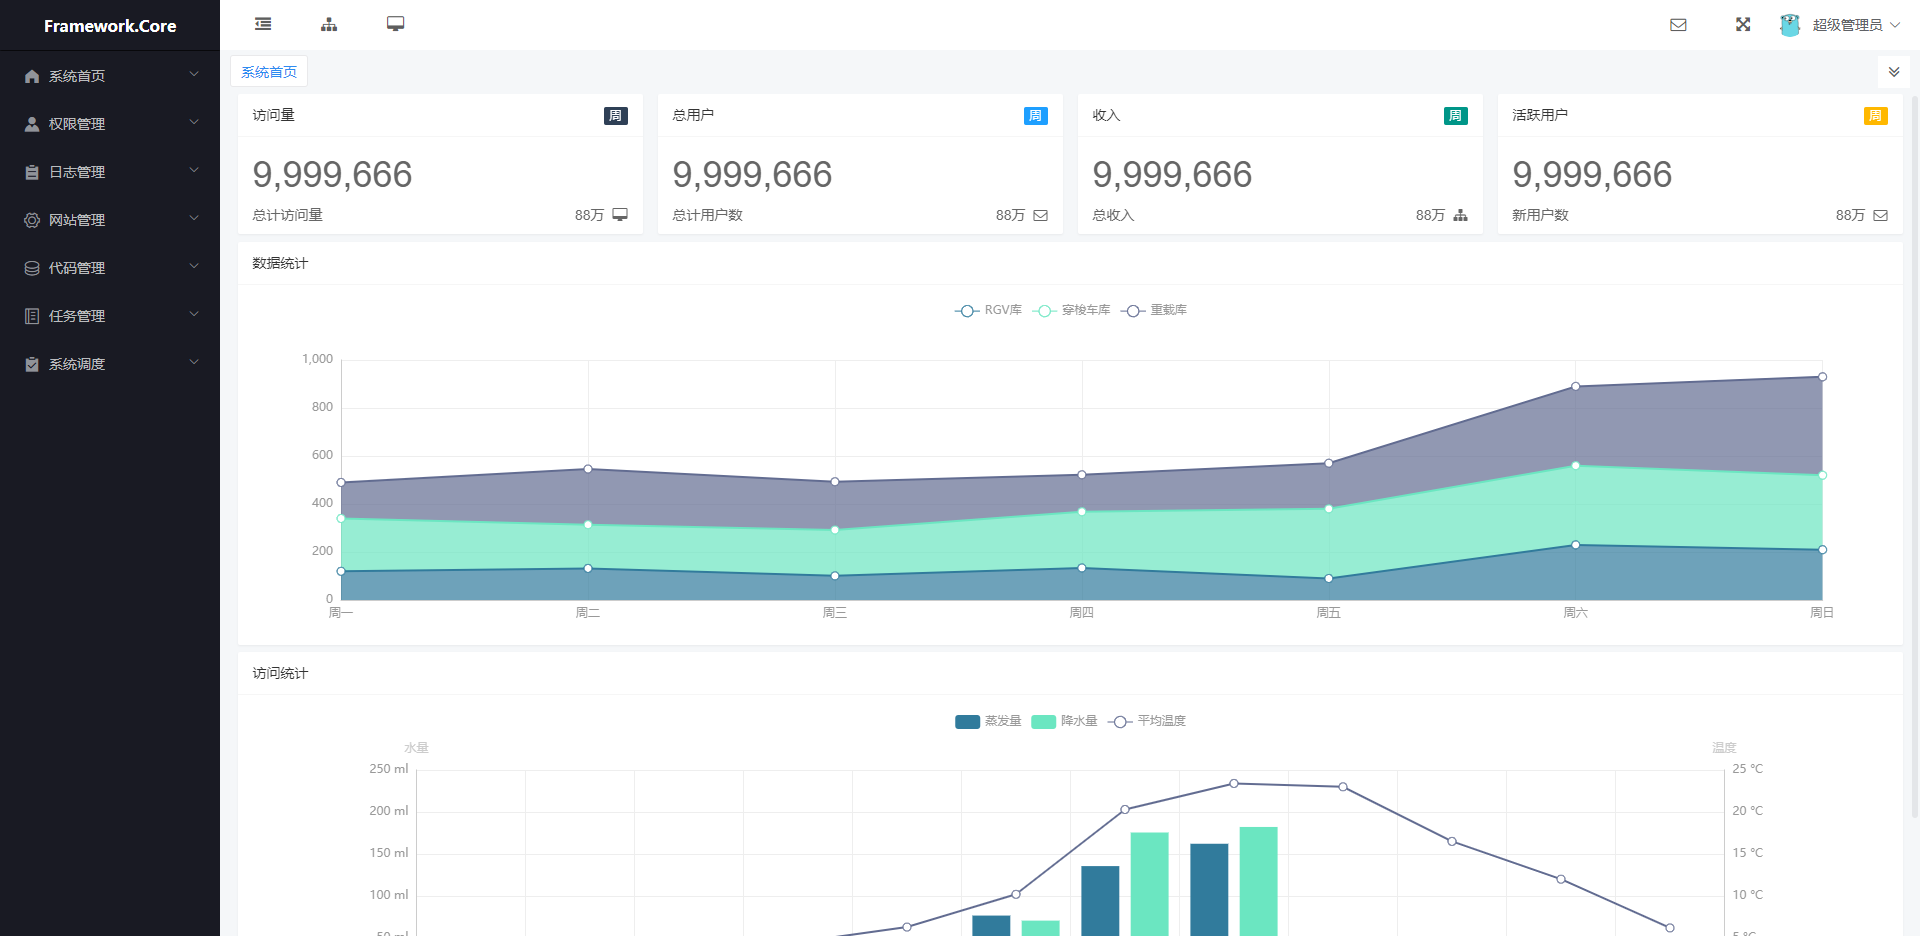 Framework.Core
超级管理员
系统首页
权限管理
日志管理
网站管理
代码管理
任务管理
系统调度
系统首页
访问量 周
9,999,666
总计访问量 88万
总用户 周
9,999,666
总计用户数 88万
收入 周
9,999,666
总收入 88万
活跃用户 周
9,999,666
新用户数 88万
数据统计
RGV库 穿梭车库 重载库
1,000
800
600
400
200
0
周一 周二 周三 周四 周五 周六 周日
访问统计
蒸发量 降水量 平均温度
水量 温度
250 ml 25 °C
200 ml 20 °C
150 ml 15 °C
100 ml 10 °C
50 ml 5 °C